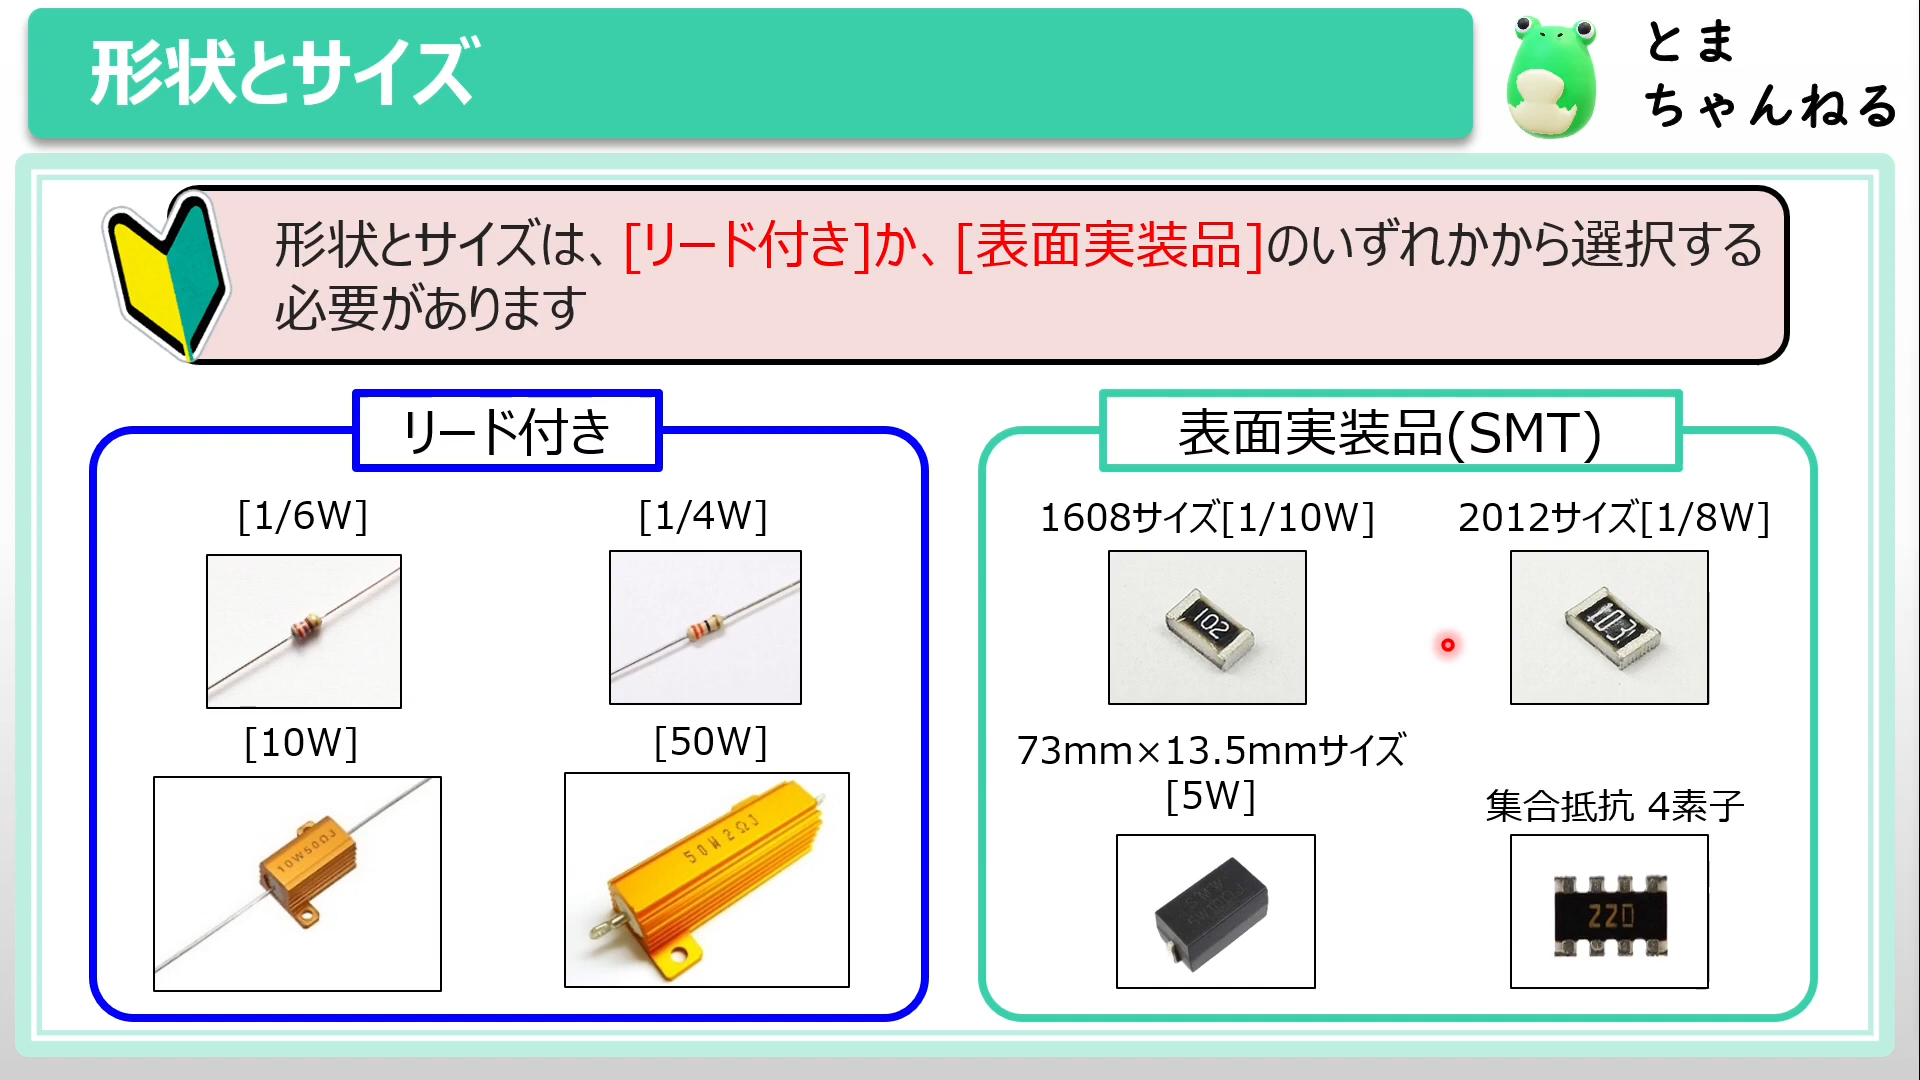 形状とサイズ
とま
ちゃんねる
形状とサイズは、[リード付き]か、[表面実装品]のいずれかから選択する
必要があります
リード付き
[1/6W]
[1/4W]
[10W]
10W50ΩJ
[50W]
50W2ΩJ
表面実装品(SMT)
1608サイズ[1/10W]
2012サイズ[1/8W]
102
103
73mm×13.5mmサイズ
[5W]
集合抵抗 4素子
220